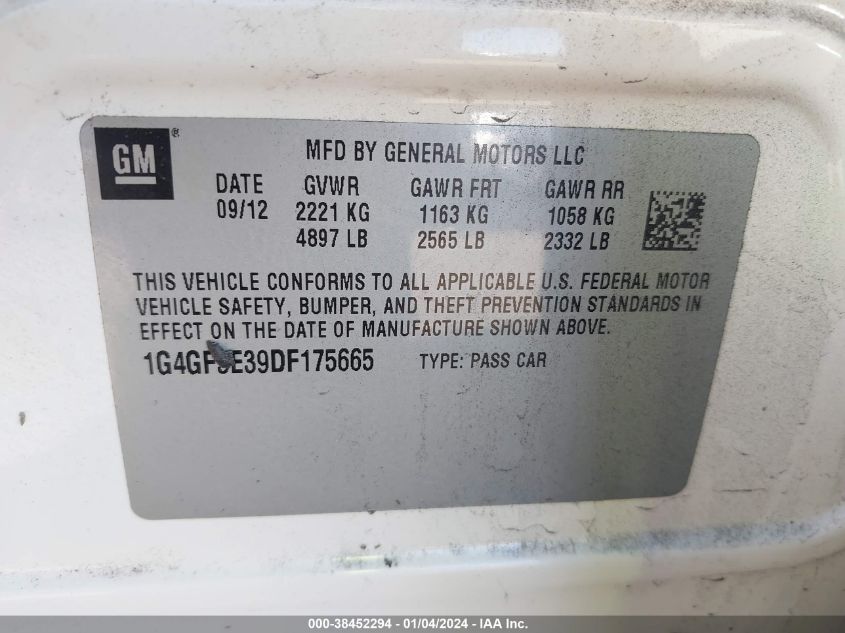 GM®
MFD BY GENERAL MOTORS LLC
DATE GVWR GAWR FRT GAWR RR
09/12 2221 KG 1163 KG 1058 KG
4897 LB 2565 LB 2332 LB
THIS VEHICLE CONFORMS TO ALL APPLICABLE U.S. FEDERAL MOTOR
VEHICLE SAFETY, BUMPER, AND THEFT PREVENTION STANDARDS IN
EFFECT ON THE DATE OF MANUFACTURE SHOWN ABOVE.
1G4GF5E39DF175665 TYPE: PASS CAR
000-38452294 - 01/04/2024 - IAA Inc.